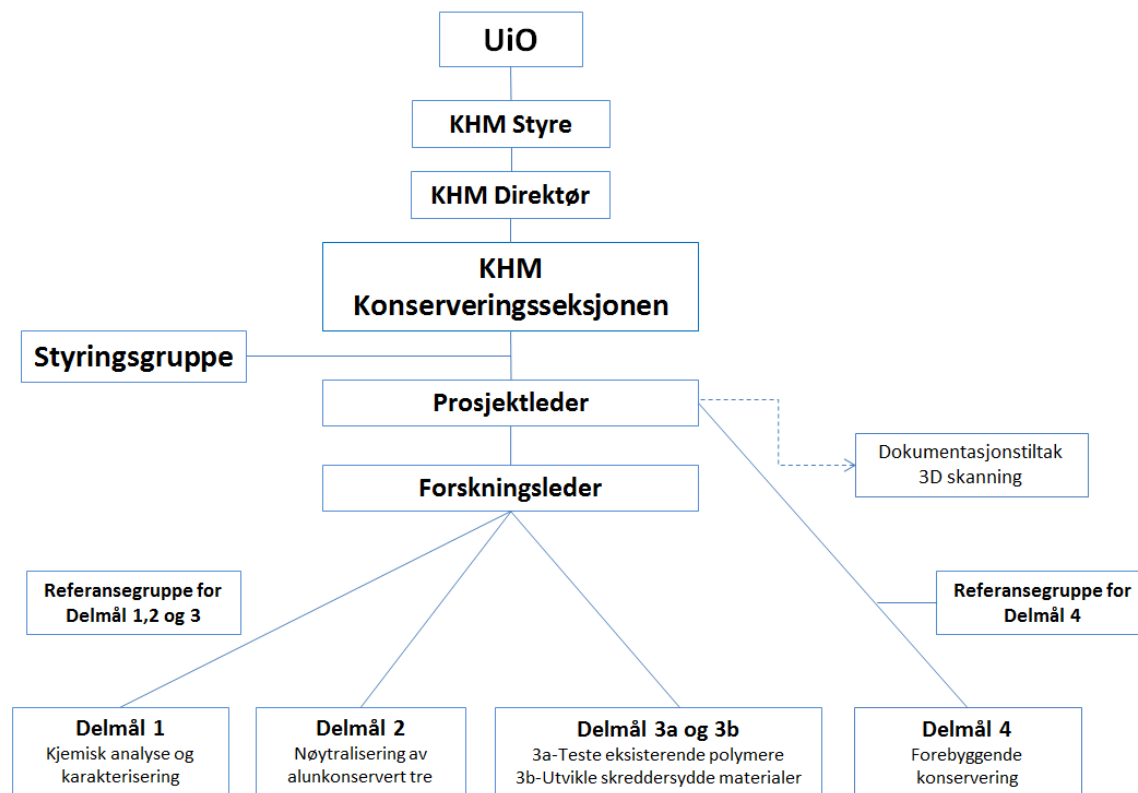 UiO
KHM Styre
KHM Direktør
KHM
Konserveringsseksjonen
Styringsgruppe
Prosjektleder
Dokumentasjonstiltak
3D skanning
Forskningsleder
Referansegruppe for
Delmål 1,2 og 3
Referansegruppe for
Delmål 4
Delmål 1
Kjemisk analyse og
karakterisering
Delmål 2
Nøytralisering av
alunkonservert tre
Delmål 3a og 3b
3a-Teste eksisterende polymere
3b-Utvikle skreddersydde materialer
Delmål 4
Forebyggende
konservering